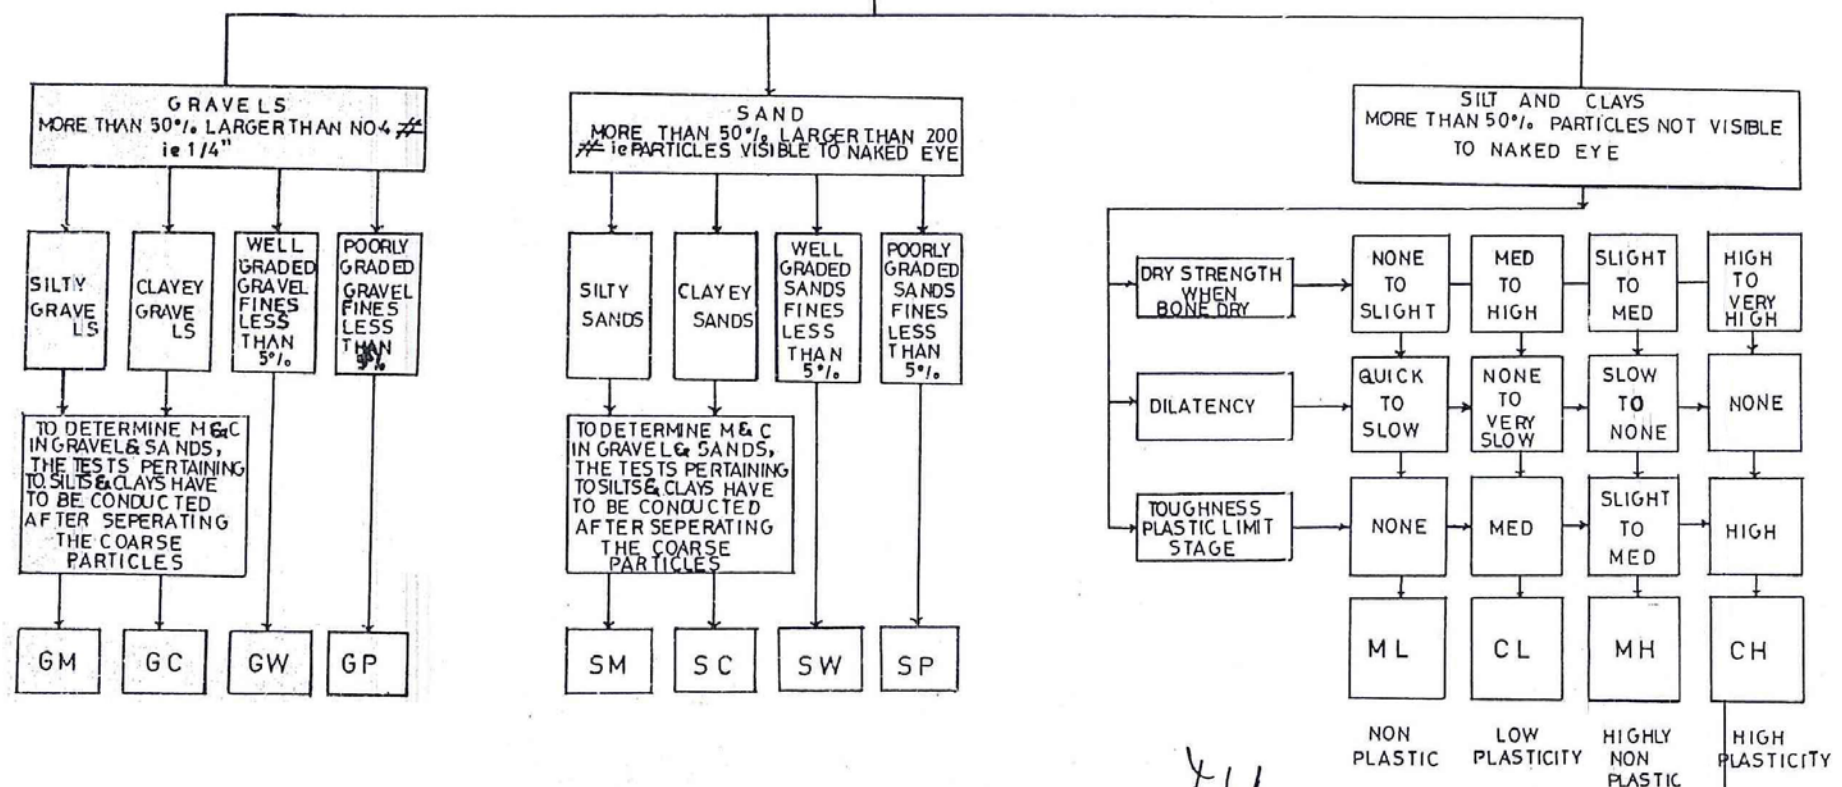 GRAVELS
MORE THAN 50% LARGER THAN NO4 #
ie 1/4"
SILTY
GRAVE
LS
CLAYEY
GRAVE
LS
WELL
GRADED
GRAVEL
FINES
LESS
THAN
5%
POORLY
GRADED
GRAVEL
FINES
LESS
THAN
TO DETERMINE M&C
IN GRAVEL & SANDS,
THE TESTS PERTAINING
TO SILTS & CLAYS HAVE
TO BE CONDUCTED
AFTER SEPERATING
THE COARSE
PARTICLES
GM
GC
GW
GP
SAND
MORE THAN 50% LARGER THAN 200
# ie PARTICLES VISIBLE TO NAKED EYE
SILTY
SANDS
CLAYEY
SANDS
WELL
GRADED
SANDS
FINES
LESS
THAN
5%
POORLY
GRADED
SANDS
FINES
LESS
THAN
5%
TO DETERMINE M & C
IN GRAVEL & SANDS,
THE TESTS PERTAINING
TO SILTS & CLAYS HAVE
TO BE CONDUCTED
AFTER SEPERATING
THE COARSE
PARTICLES
SM
SC
SW
SP
SILT AND CLAYS
MORE THAN 50% PARTICLES NOT VISIBLE
TO NAKED EYE
DRY STRENGTH
WHEN
BONE DRY
NONE
TO
SLIGHT
MED
TO
HIGH
SLIGHT
TO
MED
HIGH
TO
VERY
HIGH
DILATENCY
QUICK
TO
SLOW
NONE
TO
VERY
SLOW
SLOW
TO
NONE
NONE
TOUGHNESS
PLASTIC LIMIT
STAGE
NONE
MED
SLIGHT
TO
MED
HIGH
ML
CL
MH
CH
NON
PLASTIC
LOW
PLASTICITY
HIGHLY
NON
PLASTIC
HIGH
PLASTICITY